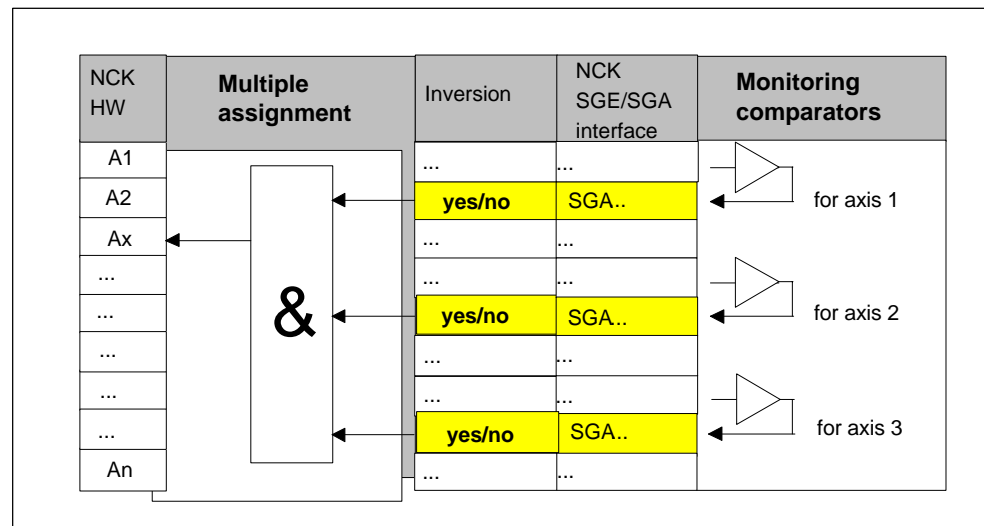 NCK HW Multiple assignment Inversion NCK SGE/SGA interface Monitoring comparators
A1 ... ...
A2 yes/no SGA.. for axis 1
Ax ... ...
... ... ...
... & yes/no SGA... for axis 2
... ... ...
... ... ...
... yes/no SGA.. for axis 3
An ... ...